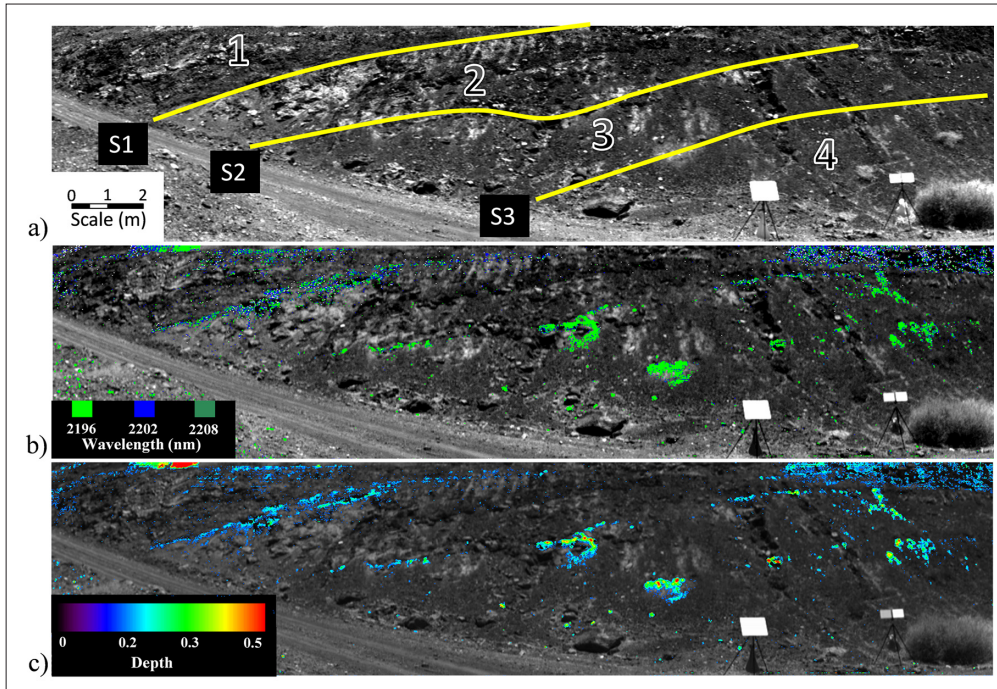 1
2
3
4
S1
S2
S3
0 1 2
Scale (m)
a)
2196 2202 2208
Wavelength (nm)
b)
0 0.2 0.3 0.5
Depth
c)